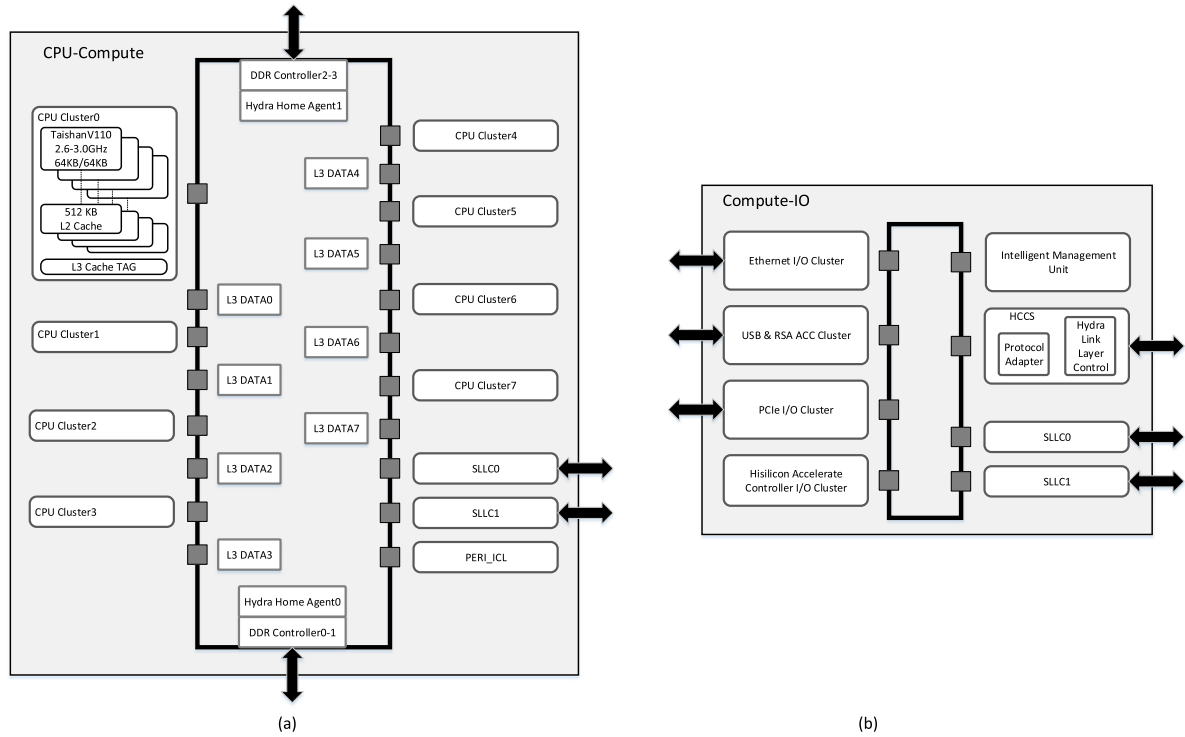 CPU-Compute
DDR Controller2-3
Hydra Home Agent1
CPU Cluster0
TaishanV110
2.6-3.0GHz
64KB/64KB
512 KB
L2 Cache
L3 Cache TAG
CPU Cluster1
CPU Cluster2
CPU Cluster3
L3 DATA0
L3 DATA1
L3 DATA2
L3 DATA3
L3 DATA4
L3 DATA5
L3 DATA6
L3 DATA7
CPU Cluster4
CPU Cluster5
CPU Cluster6
CPU Cluster7
SLLC0
SLLC1
PERI_ICL
Hydra Home Agent0
DDR Controller0-1
(a)
Compute-IO
Ethernet I/O Cluster
USB & RSA ACC Cluster
PCIe I/O Cluster
Hisilicon Accelerate
Controller I/O Cluster
Intelligent Management
Unit
HCCS
Protocol
Adapter
Hydra
Link
Layer
Control
SLLC0
SLLC1
(b)